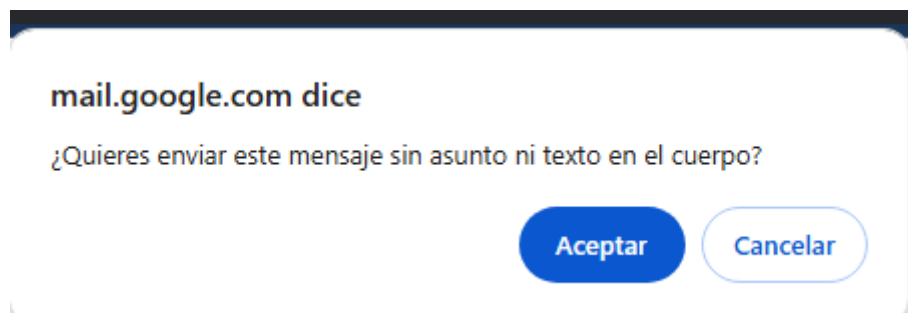 mail.google.com dice
¿Quieres enviar este mensaje sin asunto ni texto en el cuerpo?
Aceptar
Cancelar